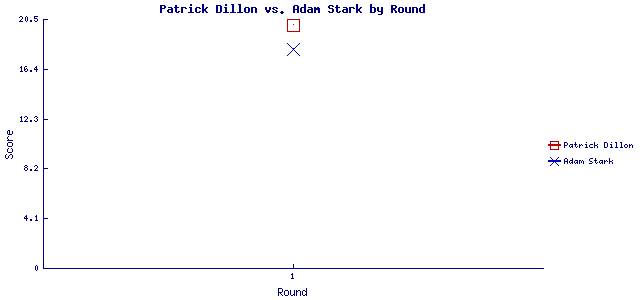 Patrick Dillon vs. Adam Stark by Round
20.5
16.4
12.3
8.2
4.1
0
Score
1
Round
Patrick Dillon
Adam Stark